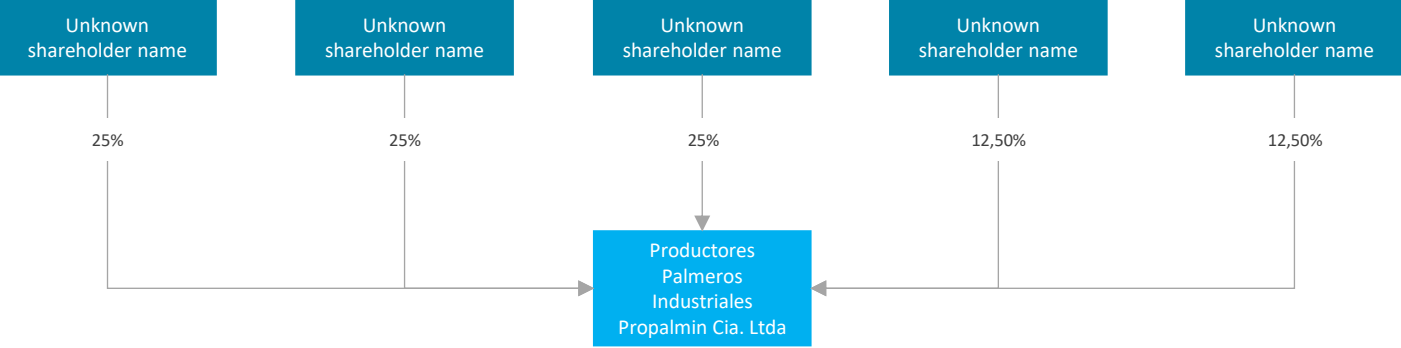 Unknown
shareholder name
Unknown
shareholder name
Unknown
shareholder name
Unknown
shareholder name
Unknown
shareholder name
25%
25%
25%
12,50%
12,50%
Productores
Palmeros
Industriales
Propalmin Cia. Ltda